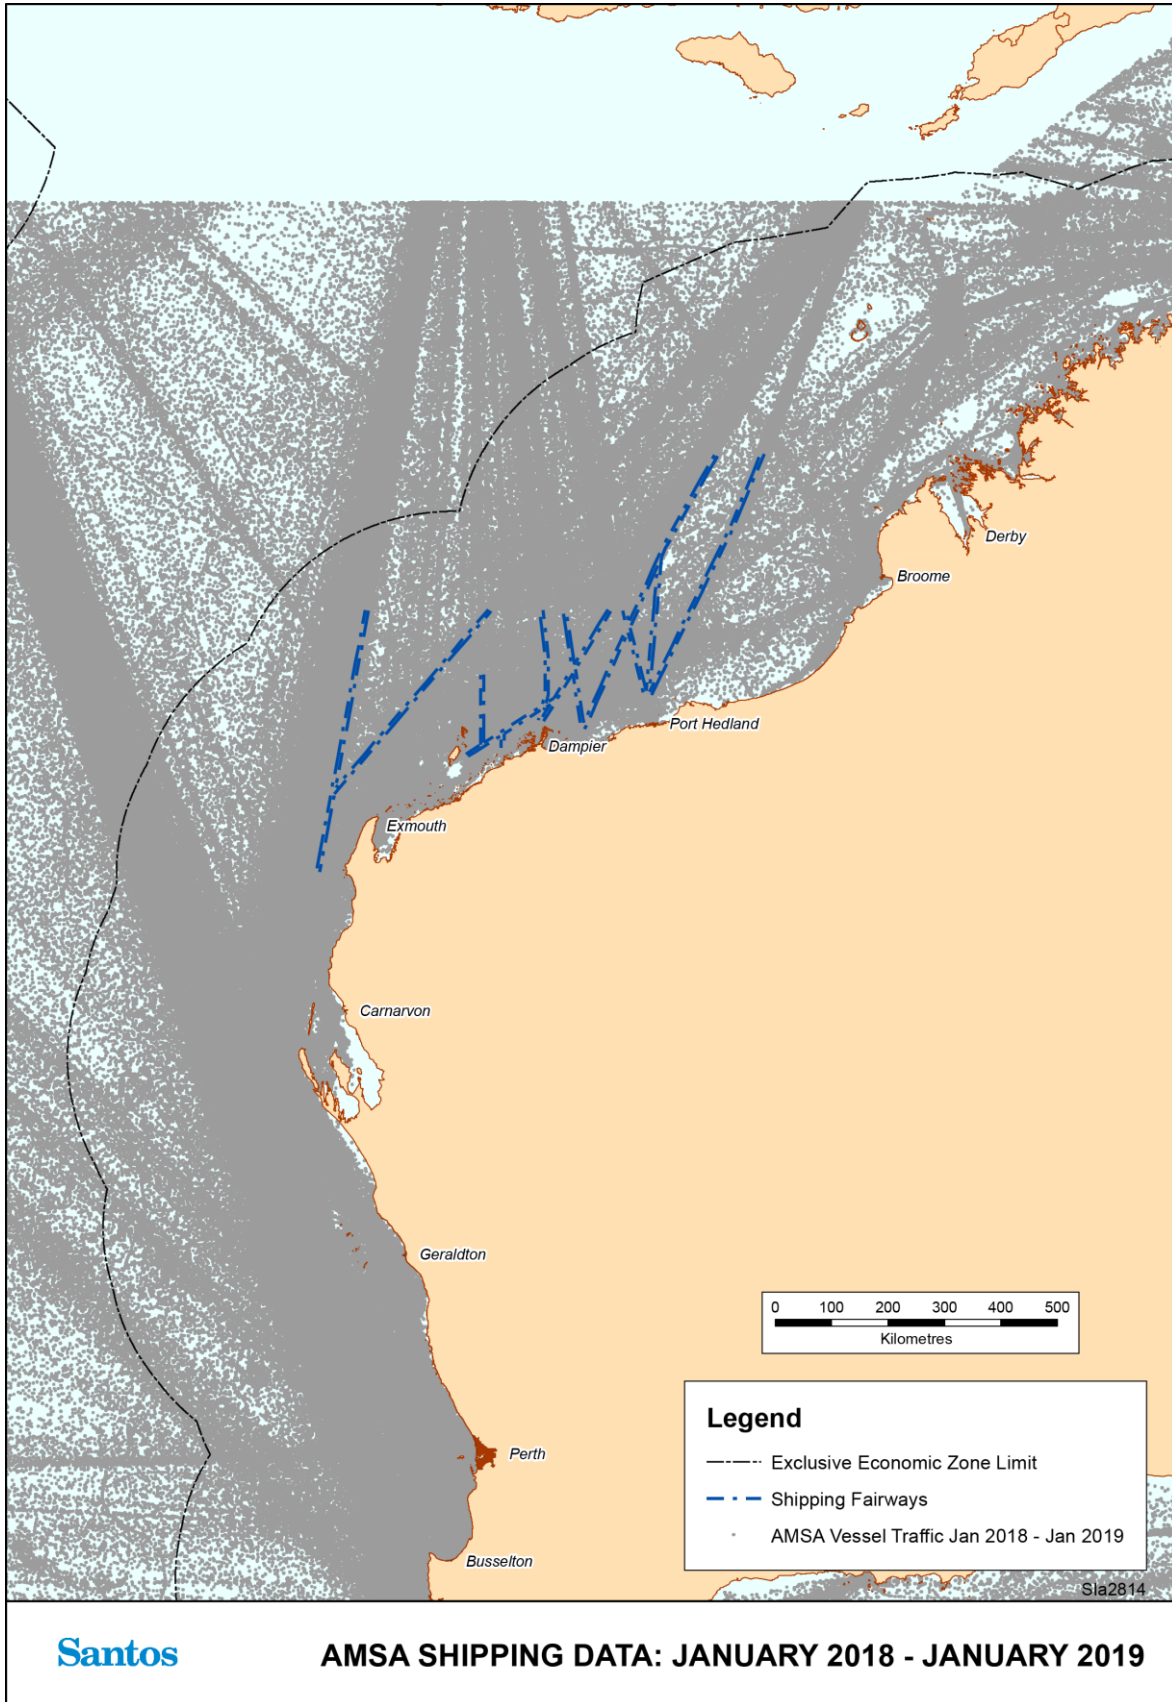 Derby
Broome
Port Hedland
Dampier
Exmouth
Carnarvon
Geraldton
0 100 200 300 400 500
Kilometres
Legend
Exclusive Economic Zone Limit
Shipping Fairways
AMSA Vessel Traffic Jan 2018 - Jan 2019
Perth
Busselton
Sla2814
Santos
AMSA SHIPPING DATA: JANUARY 2018 - JANUARY 2019